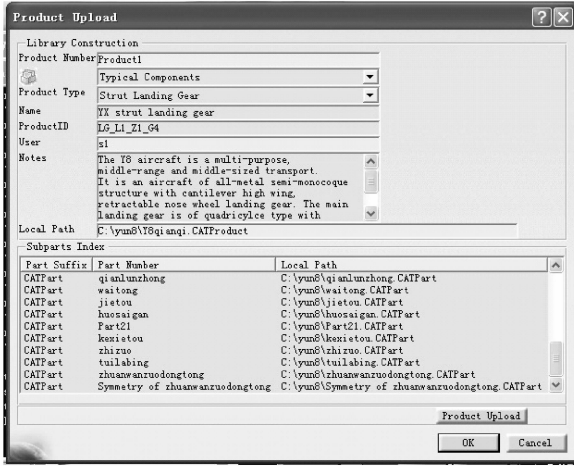 Product Upload
Library Construction
Product Number Product1
Typical Components
Product Type Strut Landing Gear
Name YX strut landing gear
ProductID LG_L1_Z1_G4
User s1
Notes The Y8 aircraft is a multi-purpose,
middle-range and middle-sized transport.
It is an aircraft of all-metal semi-monocoque
structure with cantilever high wing,
retractable nose wheel landing gear. The main
landing gear is of quadricylce type with
Local Path C:\yun8\Y8qianqi.CATProduct
Subparts Index
Part Suffix Part Number Local Path
CATPart qianlunzhong C:\yun8\qianlunzhong.CATPart
CATPart waitong C:\yun8\waitong.CATPart
CATPart jietou C:\yun8\jietou.CATPart
CATPart huosaigan C:\yun8\huosaigan.CATPart
CATPart Part21 C:\yun8\Part21.CATPart
CATPart kexietou C:\yun8\kexietou.CATPart
CATPart zhizuo C:\yun8\zhizuo.CATPart
CATPart tuilabing C:\yun8\tuilabing.CATPart
CATPart zhuanwanzuodongtong C:\yun8\zhuanwanzuodongtong.CATPart
CATPart Symmetry of zhuanwanzuodongtong C:\yun8\Symmetry of zhuanwanzuodongtong.CATPart
Product Upload
OK Cancel